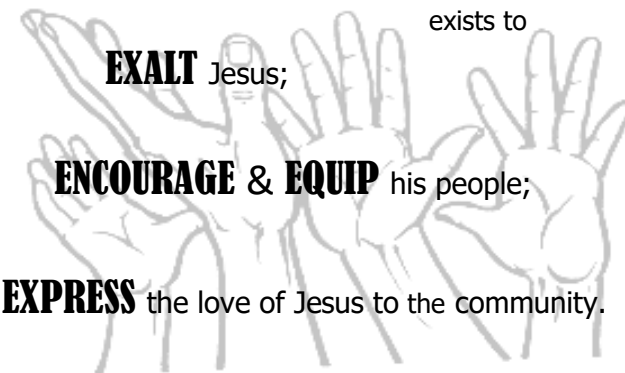 exists to
EXALT Jesus;
ENCOURAGE & EQUIP his people;
EXPRESS the love of Jesus to the community.